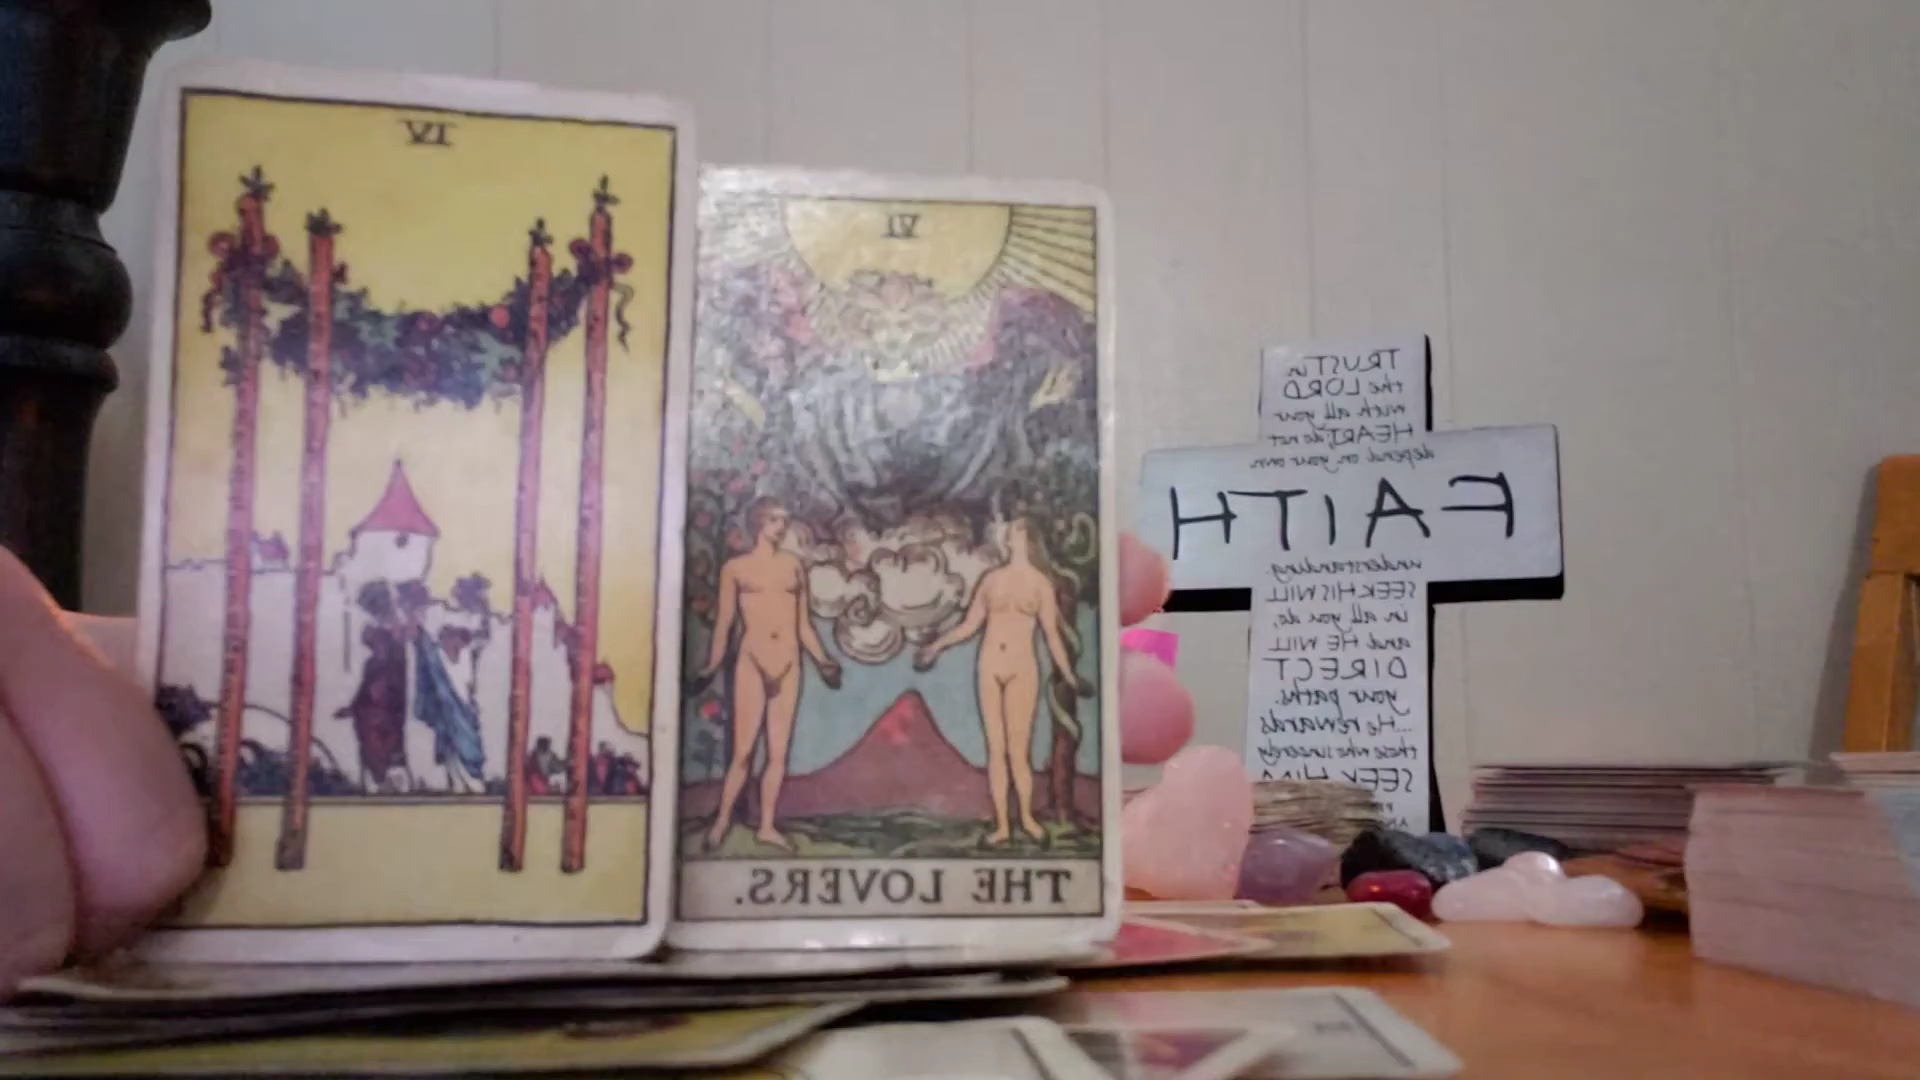 IV
VI
THE LOVERS.
TRUST in
the LORD
with all your
HEART; do not
depend on your own
FAITH
understanding.
SEEK HIS WILL
in all you do,
and HE WILL
DIRECT
your paths.
...He rewards
those who sincerely
SEEK HIM